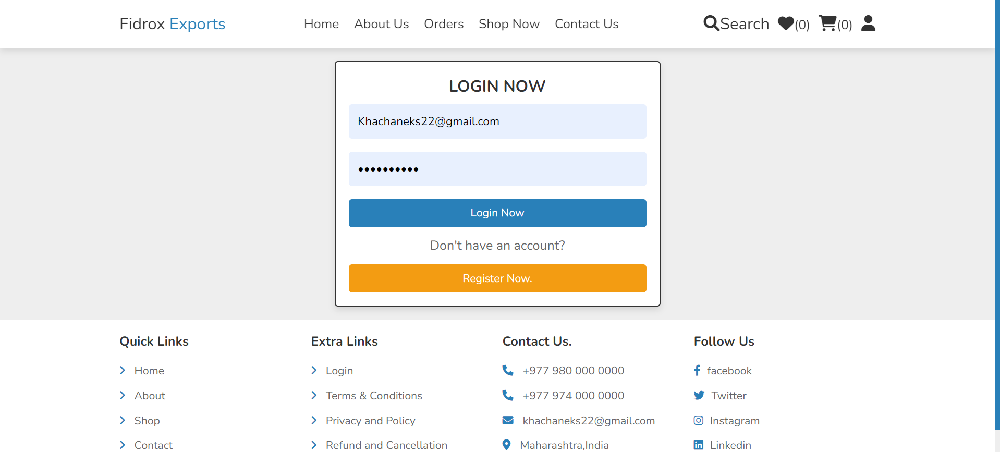 Fidrox Exports
Home About Us Orders Shop Now Contact Us
Search (0) (0)
LOGIN NOW
Khachaneks22@gmail.com
••••••••••
Login Now
Don't have an account?
Register Now.
Quick Links
Home
About
Shop
Contact
Extra Links
Login
Terms & Conditions
Privacy and Policy
Refund and Cancellation
Contact Us.
+977 980 000 0000
+977 974 000 0000
khachaneks22@gmail.com
Maharashtra,India
Follow Us
facebook
Twitter
Instagram
Linkedin